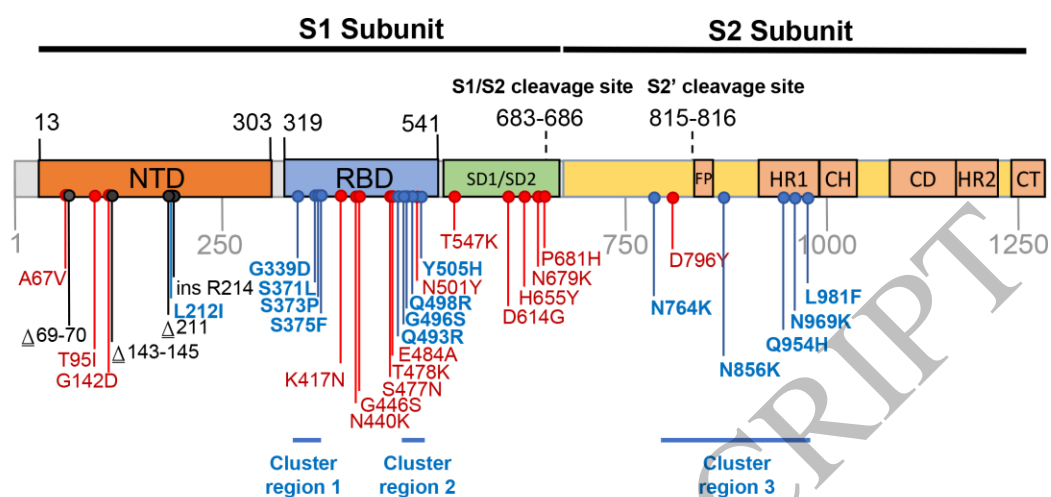 S1 Subunit
S2 Subunit
S1/S2 cleavage site
683-686
S2’ cleavage site
815-816
13
303
319
541
NTD
RBD
SD1/SD2
FP
HR1
CH
CD
HR2
CT
1
250
750
1000
1250
A67V
Δ69-70
T95I
G142D
Δ143-145
Δ211
L212I
ins R214
G339D
S371L
S373P
S375F
K417N
N440K
G446S
S477N
T478K
E484A
Q493R
G496S
Q498R
N501Y
Y505H
T547K
D614G
H655Y
N679K
P681H
N764K
D796Y
N856K
Q954H
N969K
L981F
Cluster
region 1
Cluster
region 2
Cluster
region 3
CRIPT